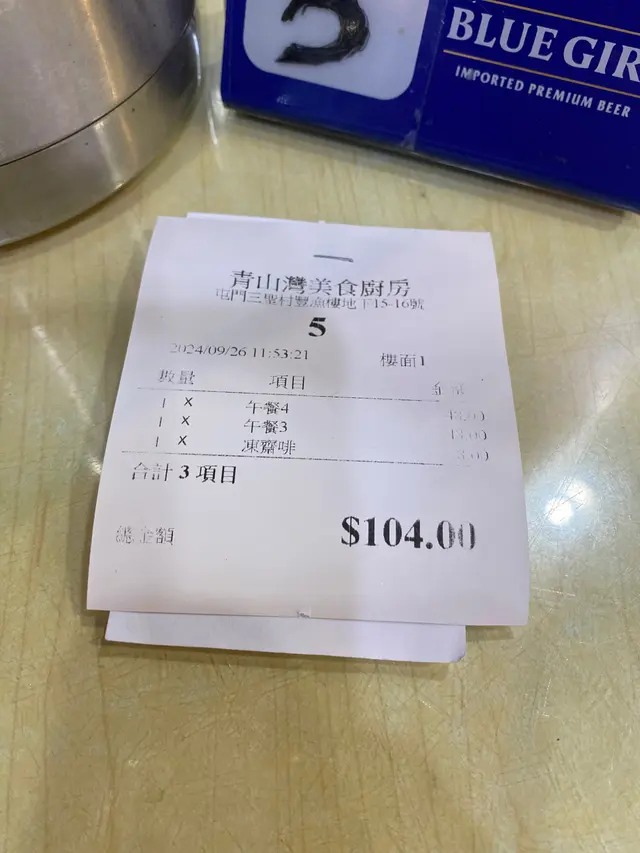 5
BLUE GIR
IMPORTED PREMIUM BEER
青山灣美食廚房
屯門三聖村豐漁樓地下15-16號
5
2024/09/26 11:53:21 樓面1
數量 項目
1 X 午餐4
1 X 午餐3
1 X 凍齋啡
合計 3 項目
總金額 $104.00